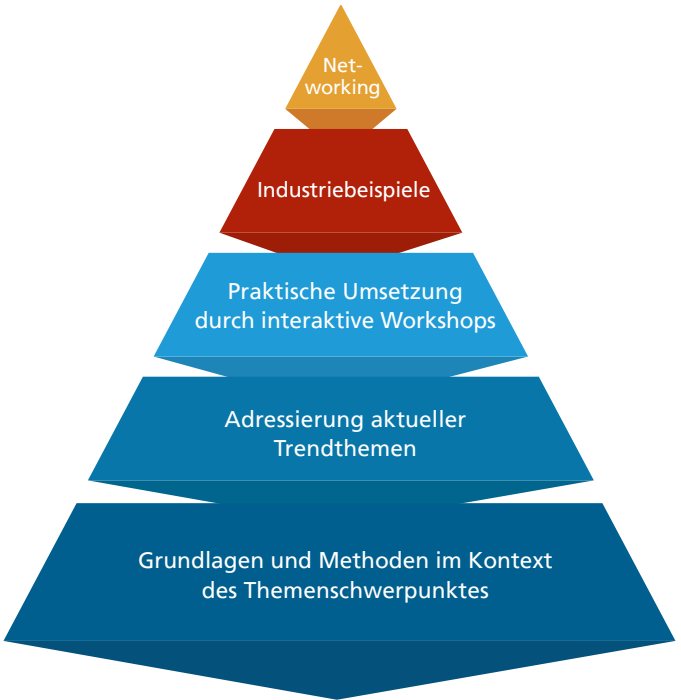 Net-
working
Industriebeispiele
Praktische Umsetzung
durch interaktive Workshops
Adressierung aktueller
Trendthemen
Grundlagen und Methoden im Kontext
des Themenschwerpunktes